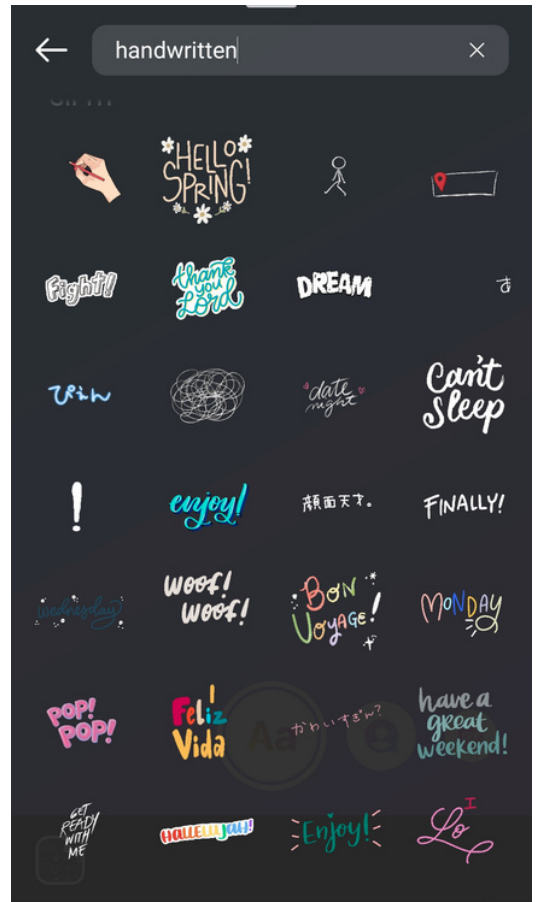 handwritten
HELLO
SPRING!
Fight!
thank
you
Lord
DREAM
す
ぴえん
date
night
Can't
Sleep
!
enjoy!
顔面天才。
FINALLY!
wednesday
woof!
woof!
BON
VOYAGE!
MONDAY
POP!
POP!
Feliz
Vida
Aa
かわいすぎん?
have a
great
weekend!
GET
READY
WITH
ME
HALLELUJAH!
Enjoy!
I
Lo